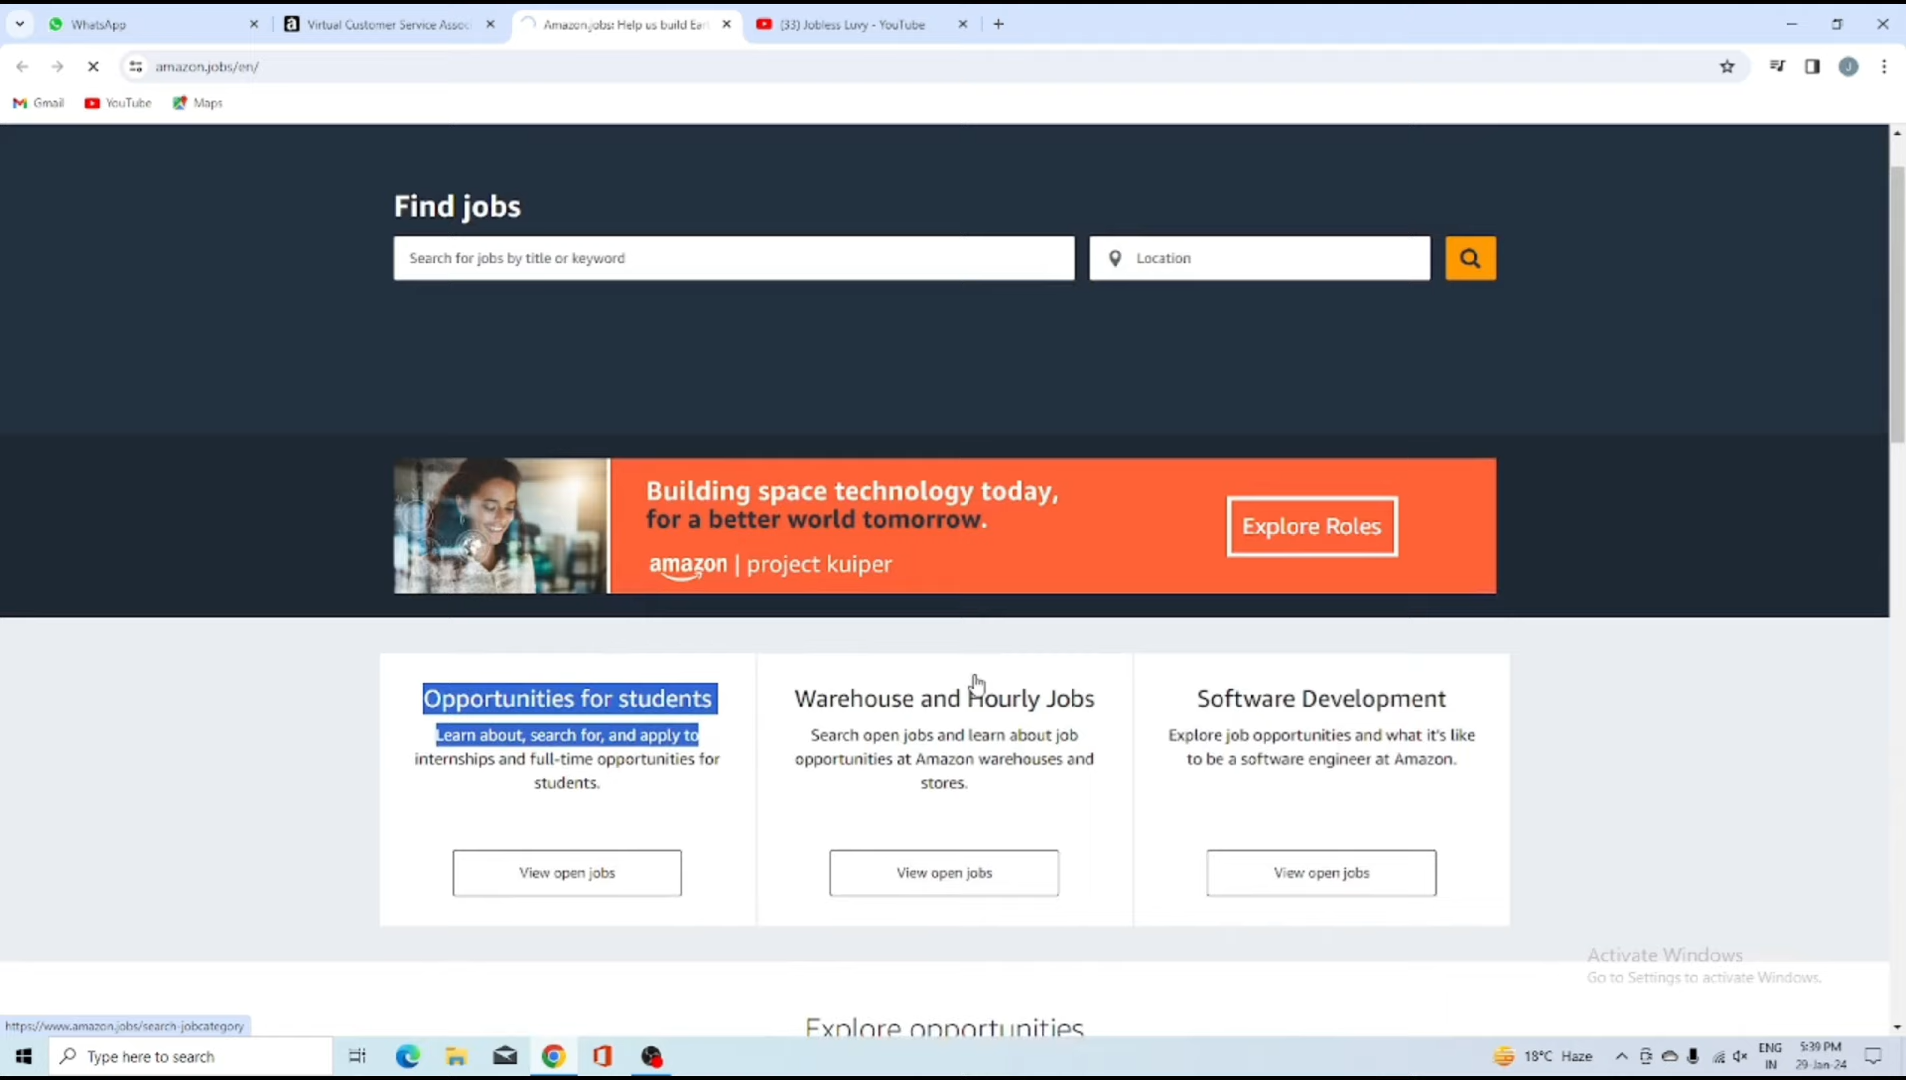 WhatsApp
Virtual Customer Service Assoc
Amazon.jobs: Help us build Eart
(33) Jobless Luvy - YouTube
amazon.jobs/en/
J
Gmail
YouTube
Maps
Find jobs
Search for jobs by title or keyword
Location
Building space technology today,
for a better world tomorrow.
amazon | project kuiper
Explore Roles
Opportunities for students
Learn about, search for, and apply to
internships and full-time opportunities for
students.
View open jobs
Warehouse and Hourly Jobs
Search open jobs and learn about job
opportunities at Amazon warehouses and
stores.
View open jobs
Software Development
Explore job opportunities and what it's like
to be a software engineer at Amazon.
View open jobs
Activate Windows
Go to Settings to activate Windows.
Explore opportunities
https://www.amazon.jobs/search-jobcategory
Type here to search
18°C Haze
ENG
IN
5:39 PM
29-Jan-24